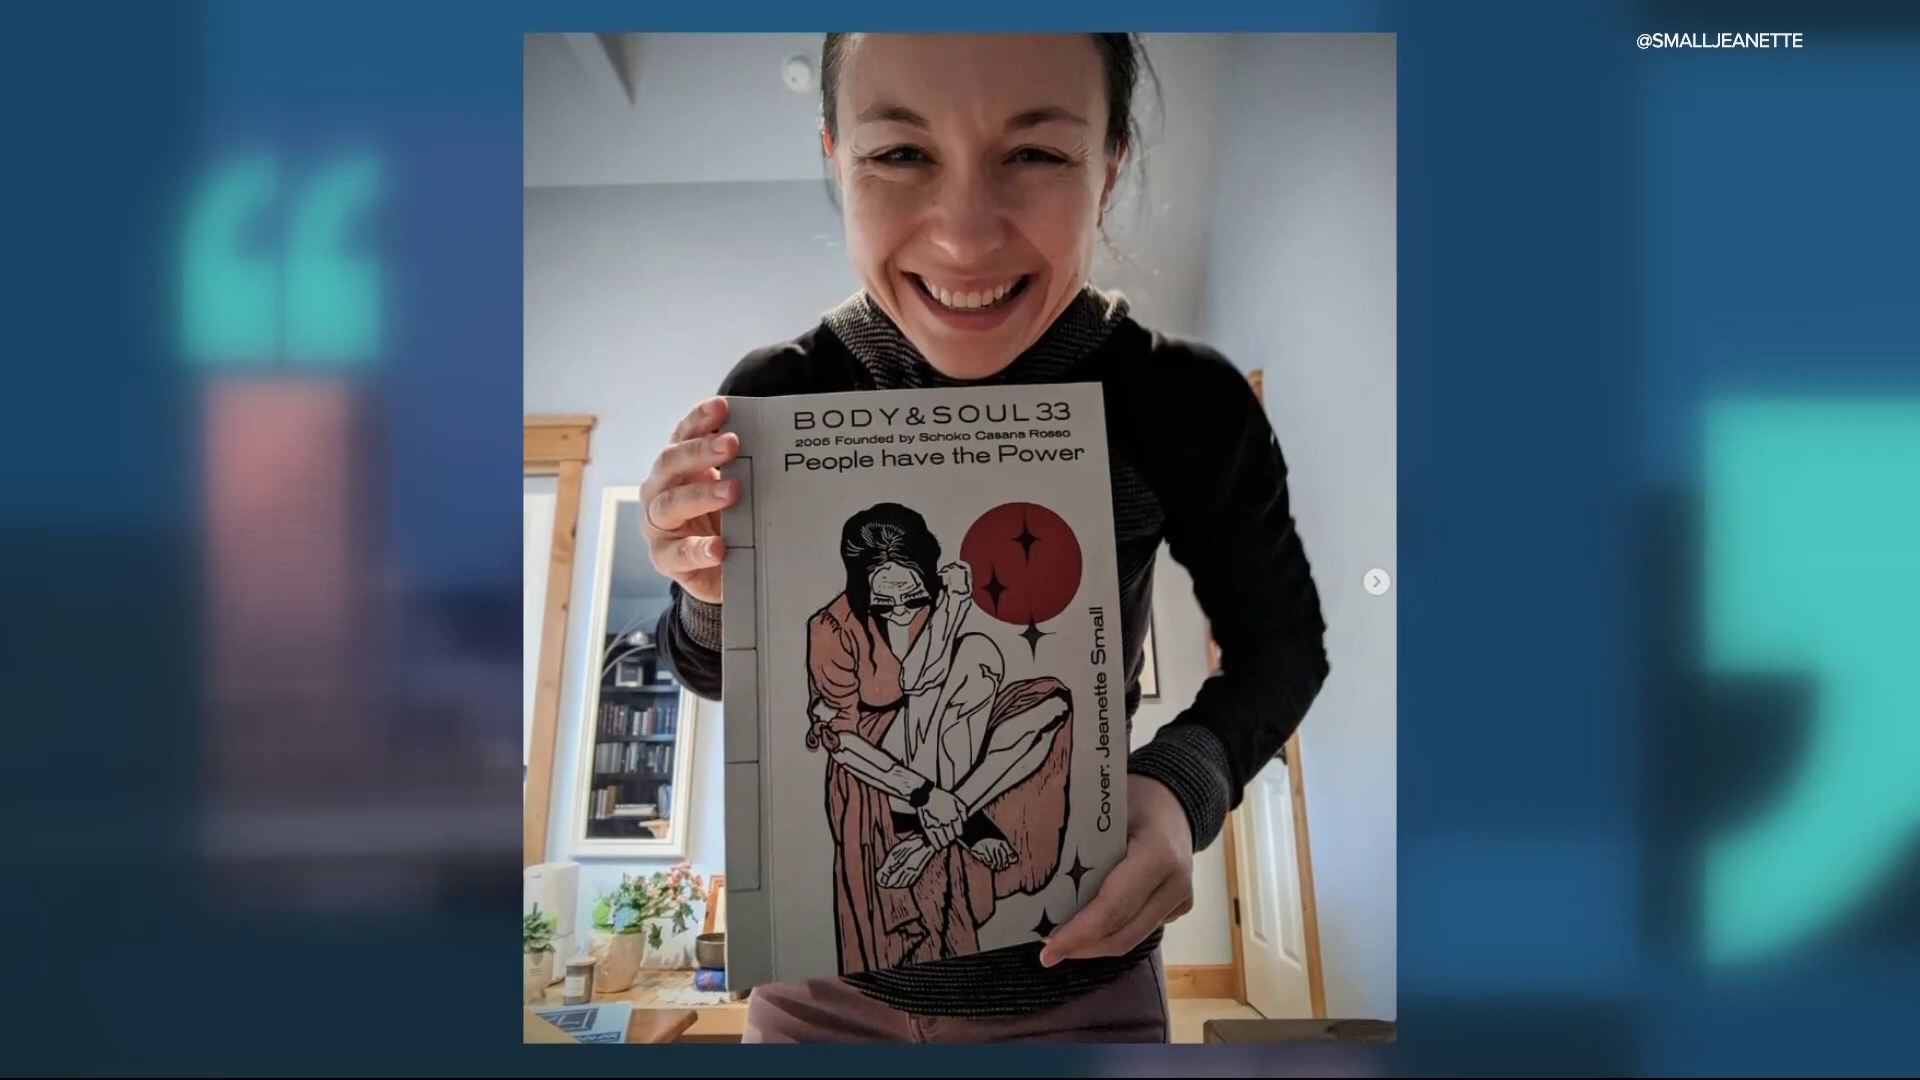 @SMALLJEANETTE
BODY&SOUL33
2005 Founded by Schoko Casana Rosso
People have the Power
Cover: Jeanette Small